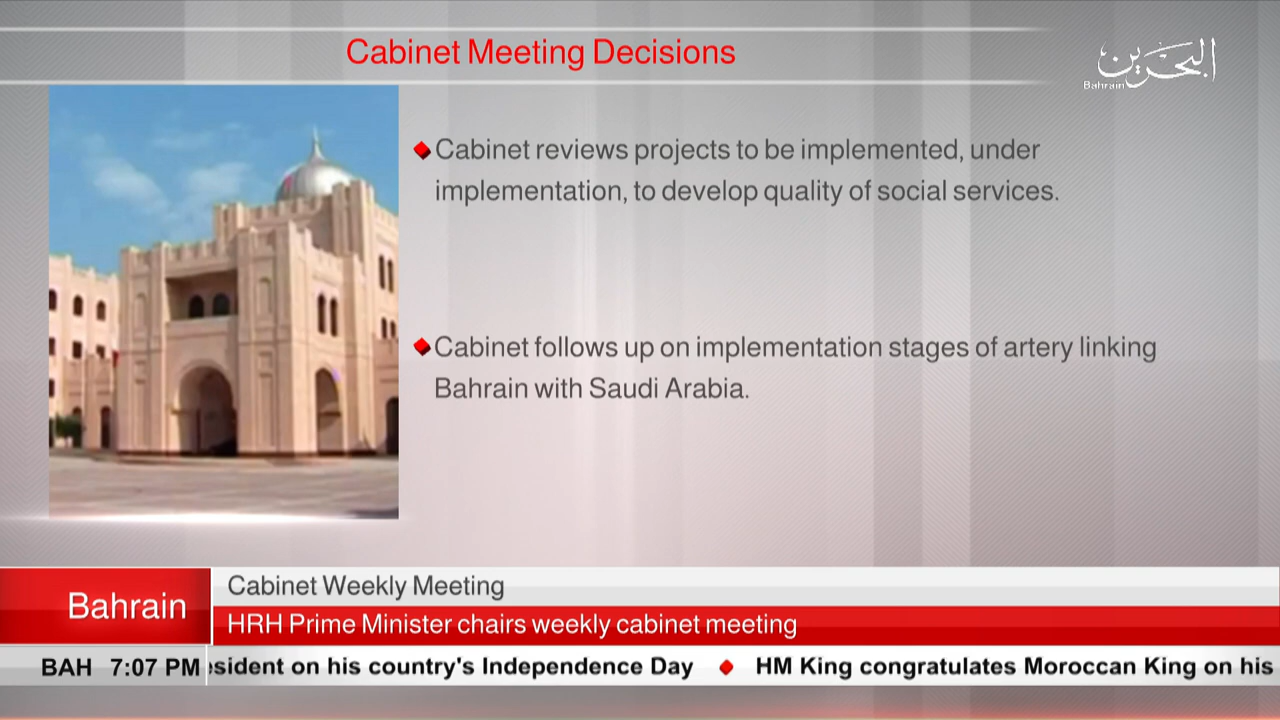 Cabinet Meeting Decisions
البحرين
Bahrain
Cabinet reviews projects to be implemented, under
implementation, to develop quality of social services.
Cabinet follows up on implementation stages of artery linking
Bahrain with Saudi Arabia.
Bahrain
Cabinet Weekly Meeting
HRH Prime Minister chairs weekly cabinet meeting
BAH 7:07 PM
esident on his country's Independence Day ♦ HM King congratulates Moroccan King on his